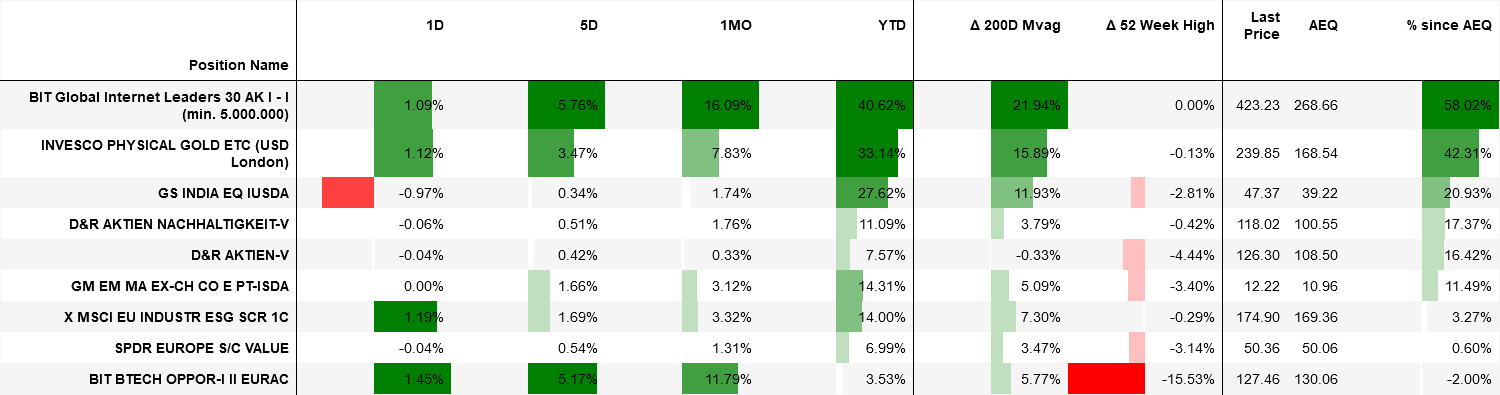 Position Name 1D 5D 1MO YTD Δ 200D Mvag Δ 52 Week High Last Price AEQ % since AEQ
BIT Global Internet Leaders 30 AK I - I
(min. 5.000.000) 1.09% 5.76% 16.09% 40.62% 21.94% 0.00% 423.23 268.66 58.02%
INVESCO PHYSICAL GOLD ETC (USD
London) 1.12% 3.47% 7.83% 33.14% 15.89% -0.13% 239.85 168.54 42.31%
GS INDIA EQ IUSDA -0.97% 0.34% 1.74% 27.62% 11.93% -2.81% 47.37 39.22 20.93%
D&R AKTIEN NACHHALTIGKEIT-V -0.06% 0.51% 1.76% 11.09% 3.79% -0.42% 118.02 100.55 17.37%
D&R AKTIEN-V -0.04% 0.42% 0.33% 7.57% -0.33% -4.44% 126.30 108.50 16.42%
GM EM MA EX-CH CO E PT-ISDA 0.00% 1.66% 3.12% 14.31% 5.09% -3.40% 12.22 10.96 11.49%
X MSCI EU INDUSTR ESG SCR 1C 1.19% 1.69% 3.32% 14.00% 7.30% -0.29% 174.90 169.36 3.27%
SPDR EUROPE S/C VALUE -0.04% 0.54% 1.31% 6.99% 3.47% -3.14% 50.36 50.06 0.60%
BIT BTECH OPPOR-I II EURAC 1.45% 5.17% 11.79% 3.53% 5.77% -15.53% 127.46 130.06 -2.00%